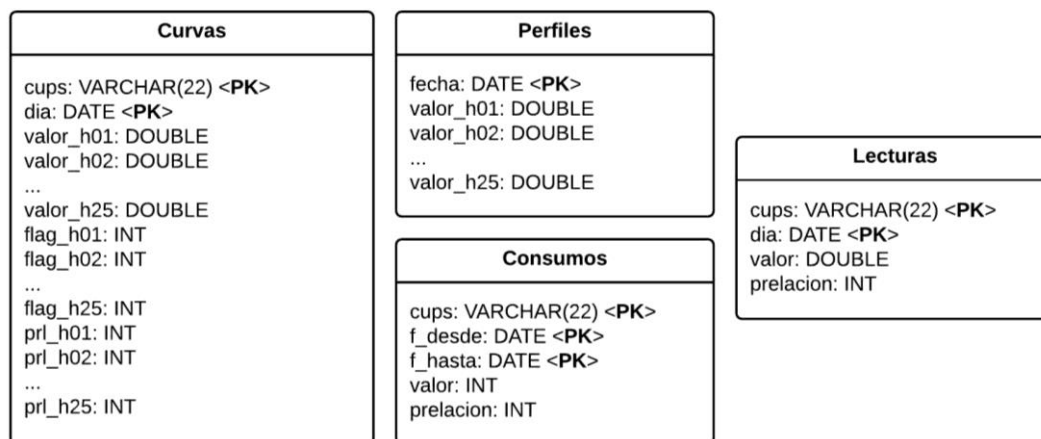 Curvas
cups: VARCHAR(22) <PK>
dia: DATE <PK>
valor_h01: DOUBLE
valor_h02: DOUBLE
...
valor_h25: DOUBLE
flag_h01: INT
flag_h02: INT
...
flag_h25: INT
prl_h01: INT
prl_h02: INT
...
prl_h25: INT
Perfiles
fecha: DATE <PK>
valor_h01: DOUBLE
valor_h02: DOUBLE
...
valor_h25: DOUBLE
Consumos
cups: VARCHAR(22) <PK>
f_desde: DATE <PK>
f_hasta: DATE <PK>
valor: INT
prelacion: INT
Lecturas
cups: VARCHAR(22) <PK>
dia: DATE <PK>
valor: DOUBLE
prelacion: INT